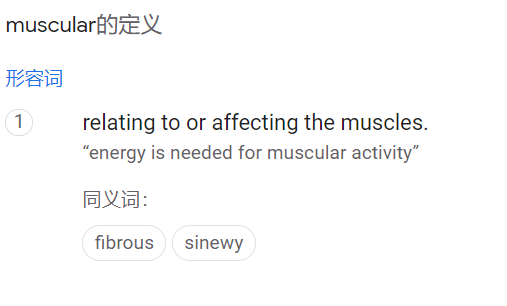 muscular的定义
形容词
1
relating to or affecting the muscles.
“energy is needed for muscular activity”
同义词：
fibrous sinewy